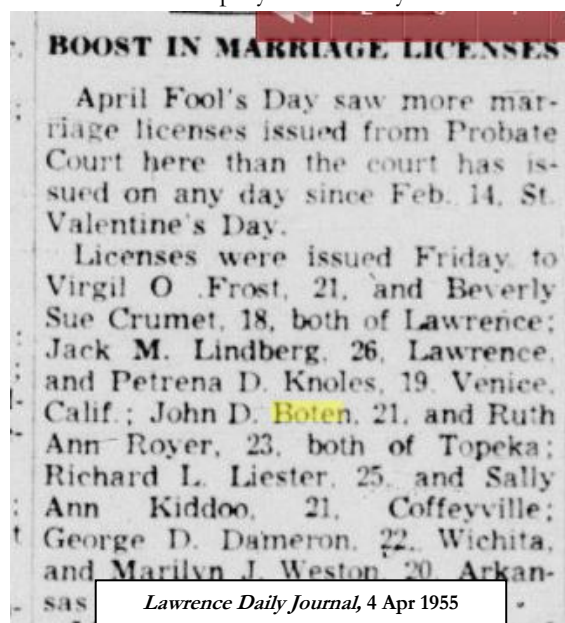 BOOST IN MARRIAGE LICENSES
April Fool's Day saw more mar-
riage licenses issued from Probate
Court here than the court has is-
sued on any day since Feb. 14, St.
Valentine's Day.
Licenses were issued Friday to
Virgil O .Frost, 21, and Beverly
Sue Crumet, 18, both of Lawrence;
Jack M. Lindberg, 26, Lawrence,
and Petrena D. Knoles, 19, Venice,
Calif.; John D. Boten, 21, and Ruth
Ann Royer, 23, both of Topeka;
Richard L. Liester, 25, and Sally
Ann Kiddoo, 21, Coffeyville;
George D. Dameron, 22, Wichita,
and Marilyn J. Weston, 20, Arkan-
sas
Lawrence Daily Journal, 4 Apr 1955